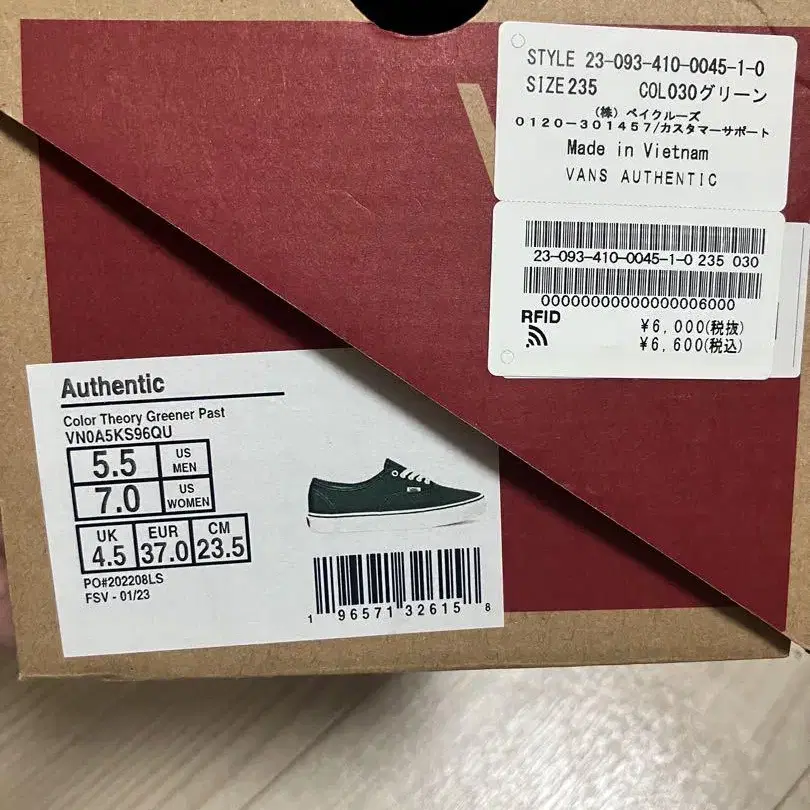 STYLE 23-093-410-0045-1-0
SIZE 235 COL030グリーン
(株) ベイクルーズ
0120-301457/カスタマーサポート
Made in Vietnam
VANS AUTHENTIC
23-093-410-0045-1-0 235 030
00000000000000006000
RFID
¥6,000(税抜)
¥6,600(税込)
Authentic
Color Theory Greener Past
VN0A5KS96QU
5.5 US MEN
7.0 US WOMEN
UK EUR CM
4.5 37.0 23.5
PO#202208LS
FSV - 01/23
1 96571 32615 8